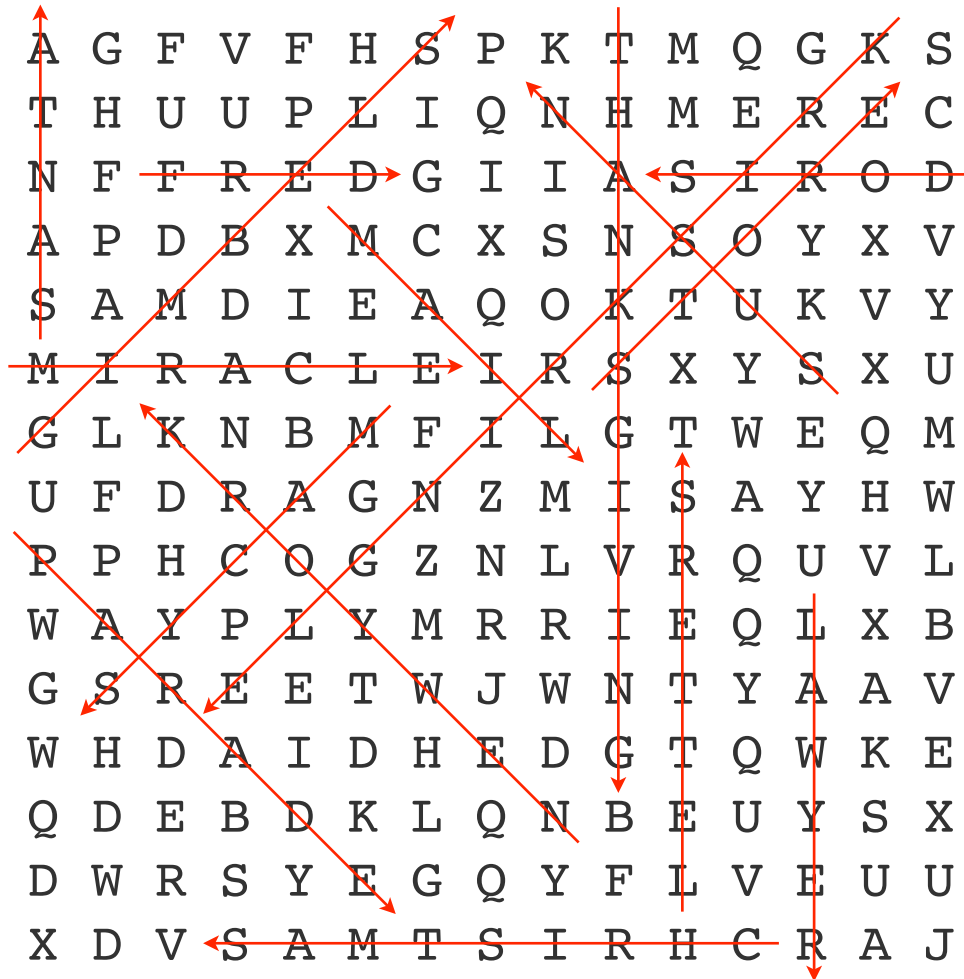 A G F V F H S P K T M Q G K S
T H U U P L I Q N H M E R E C
N F F R E D G I I A S I R O D
A P D B X M C X S N S O Y X V
S A M D I E A Q O K T U K V Y
M I R A C L E I R S X Y S X U
G L K N B M F I L G T W E Q M
U F D R A G N Z M I S A Y H W
P P H C O G Z N L V R Q U V L
W A Y P L Y M R R I E Q L X B
G S R E E T W J W N T Y A A V
W H D A I D H E D G T Q W K E
Q D E B D K L Q N B E U Y S X
D W R S Y E G Q Y F L V E U U
X D V S A M T S I R H C R A J